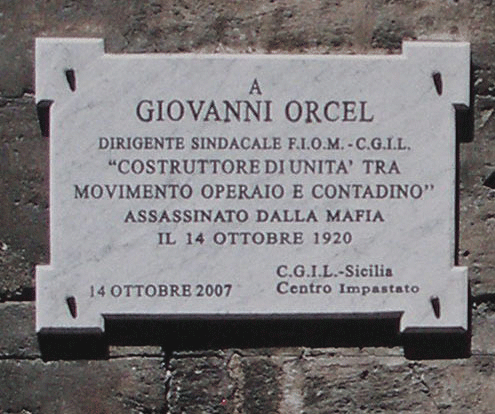 A
GIOVANNI ORCEL
DIRIGENTE SINDACALE F.I.O.M.-C.G.I.L.
“COSTRUTTORE DI UNITA’ TRA
MOVIMENTO OPERAIO E CONTADINO”
ASSASSINATO DALLA MAFIA
IL 14 OTTOBRE 1920
C.G.I.L.-Sicilia
14 OTTOBRE 2007 Centro Impastato